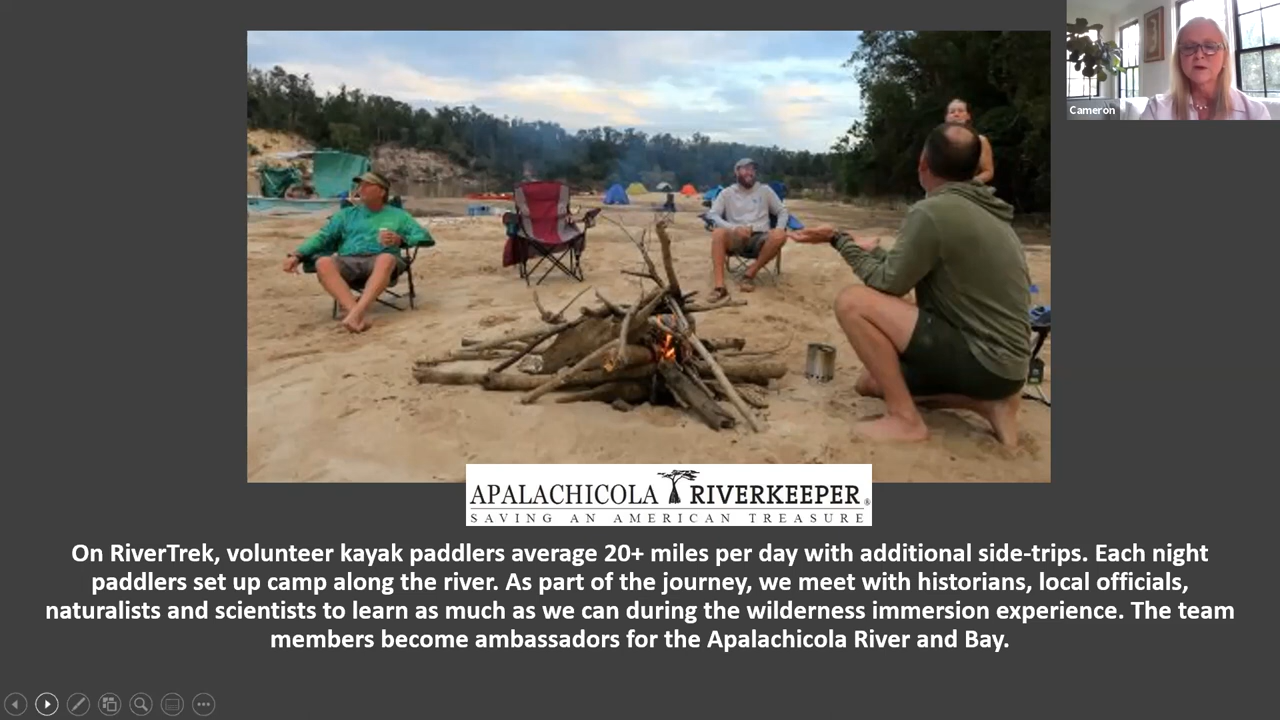 Cameron
APALACHICOLA RIVERKEEPER®
SAVING AN AMERICAN TREASURE
On RiverTrek, volunteer kayak paddlers average 20+ miles per day with additional side-trips. Each night
paddlers set up camp along the river. As part of the journey, we meet with historians, local officials,
naturalists and scientists to learn as much as we can during the wilderness immersion experience. The team
members become ambassadors for the Apalachicola River and Bay.